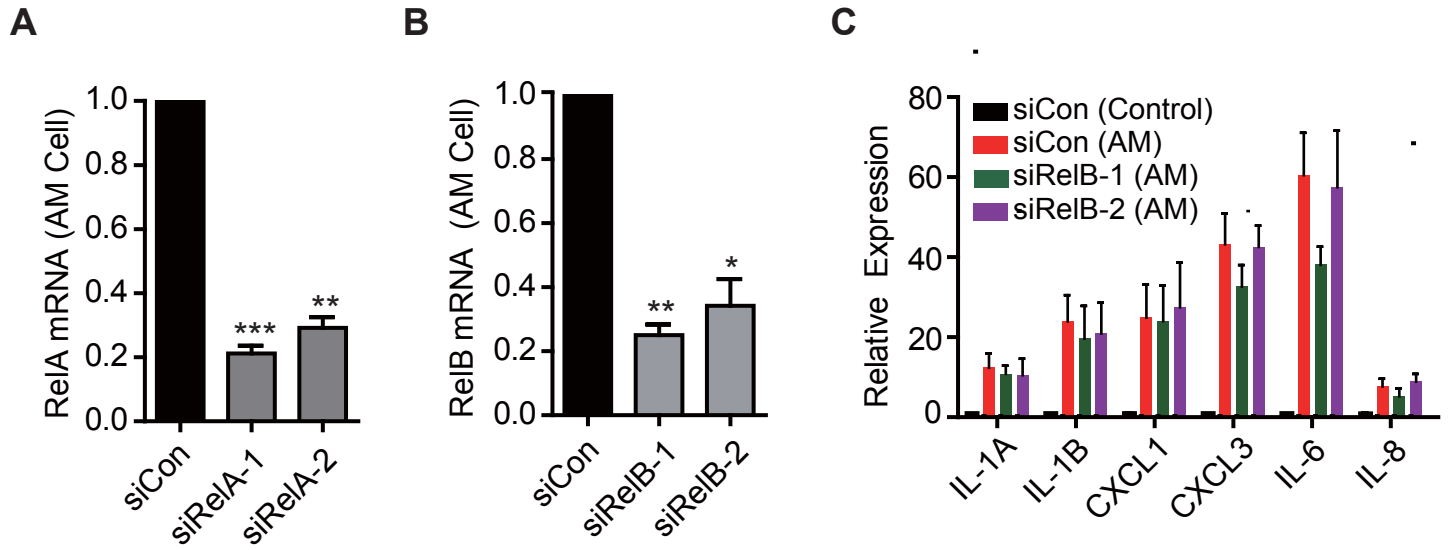 A
RelA mRNA (AM Cell)
1.0
0.8
0.6
0.4
0.2
0.0
***
**
siCon
siRelA-1
siRelA-2
B
RelB mRNA (AM Cell)
1.0
0.8
0.6
0.4
0.2
0.0
**
*
siCon
siRelB-1
siRelB-2
C
Relative Expression
80
60
40
20
0
siCon (Control)
siCon (AM)
siRelB-1 (AM)
siRelB-2 (AM)
IL-1A
IL-1B
CXCL1
CXCL3
IL-6
IL-8